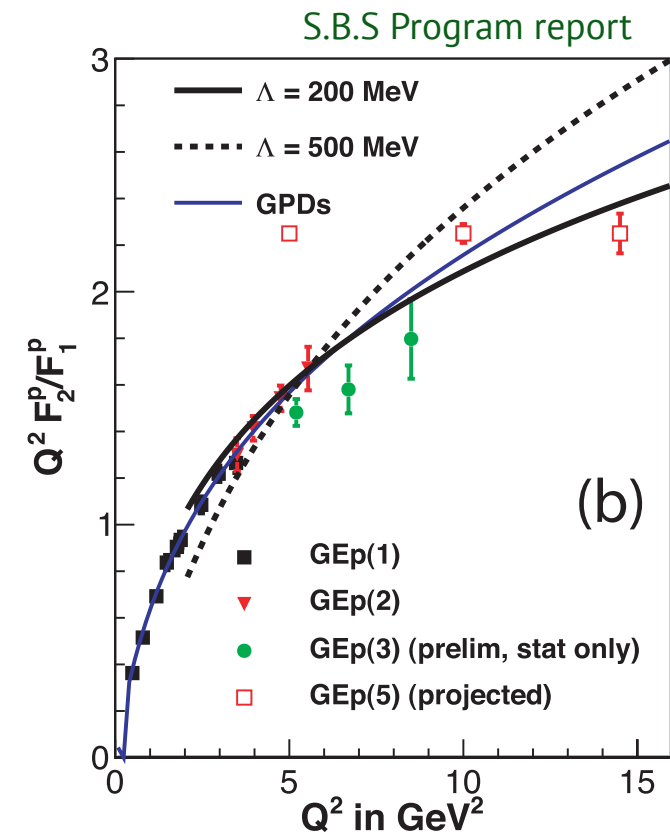 S.B.S Program report
3
Λ = 200 MeV
Λ = 500 MeV
GPDs
2
Q² F₂ᵖ/F₁ᵖ
(b)
1
GEp(1)
GEp(2)
GEp(3) (prelim, stat only)
GEp(5) (projected)
0
0 5 10 15
Q² in GeV²